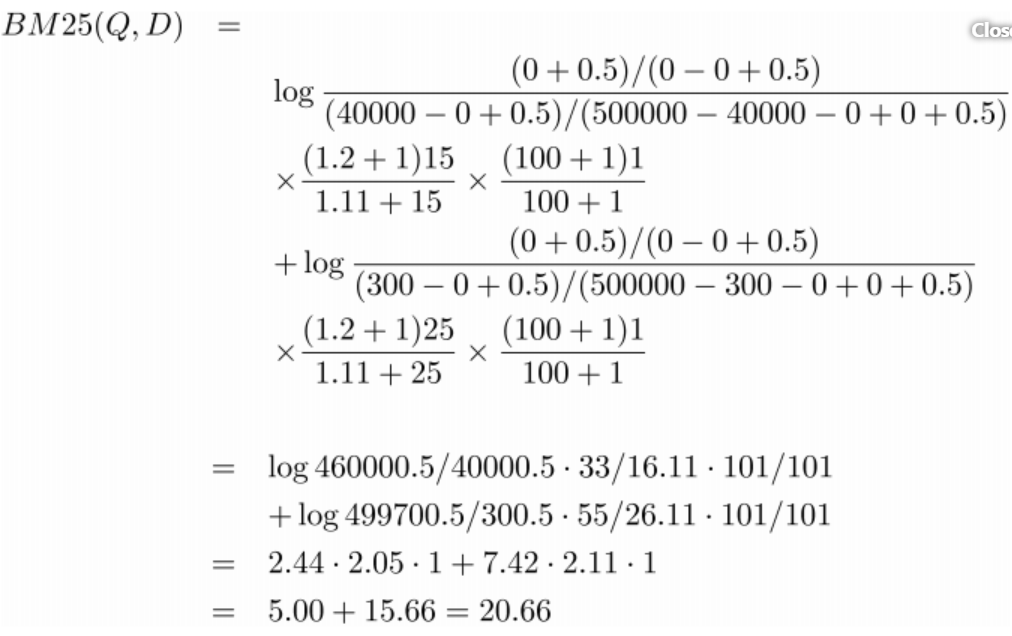 BM25(Q, D) =
log (0 + 0.5)/(0 − 0 + 0.5) / (40000 − 0 + 0.5)/(500000 − 40000 − 0 + 0 + 0.5)
× (1.2 + 1)15 / 1.11 + 15 × (100 + 1)1 / 100 + 1
+ log (0 + 0.5)/(0 − 0 + 0.5) / (300 − 0 + 0.5)/(500000 − 300 − 0 + 0 + 0.5)
× (1.2 + 1)25 / 1.11 + 25 × (100 + 1)1 / 100 + 1
= log 460000.5/40000.5 · 33/16.11 · 101/101
+ log 499700.5/300.5 · 55/26.11 · 101/101
= 2.44 · 2.05 · 1 + 7.42 · 2.11 · 1
= 5.00 + 15.66 = 20.66